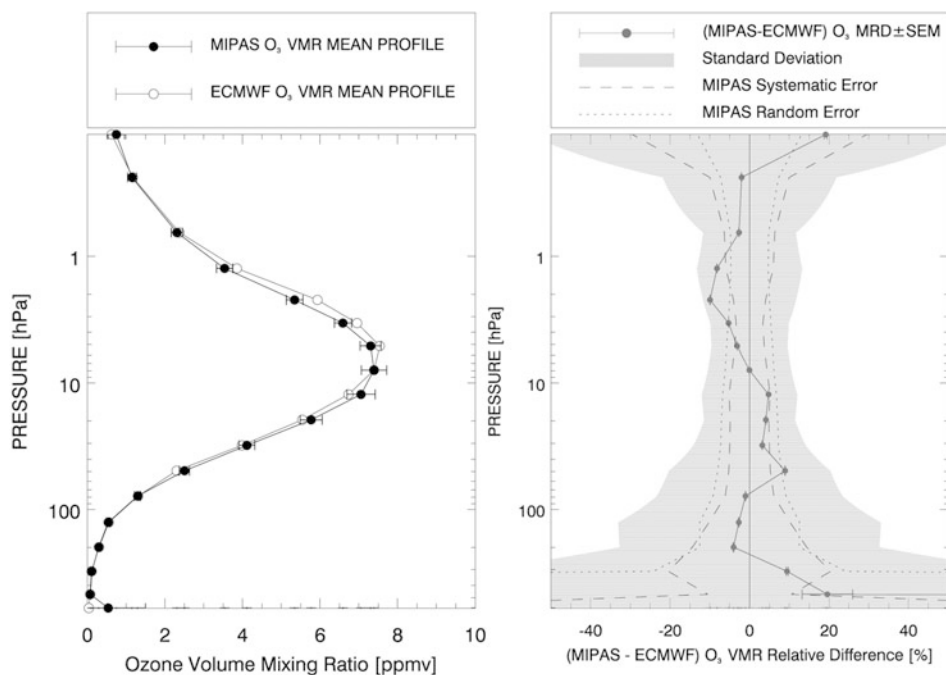 MIPAS O₃ VMR MEAN PROFILE
ECMWF O₃ VMR MEAN PROFILE
PRESSURE [hPa]
1
10
100
0
2
4
6
8
10
Ozone Volume Mixing Ratio [ppmv]
(MIPAS-ECMWF) O₃ MRD±SEM
Standard Deviation
MIPAS Systematic Error
MIPAS Random Error
PRESSURE [hPa]
1
10
100
-40
-20
0
20
40
(MIPAS - ECMWF) O₃ VMR Relative Difference [%]